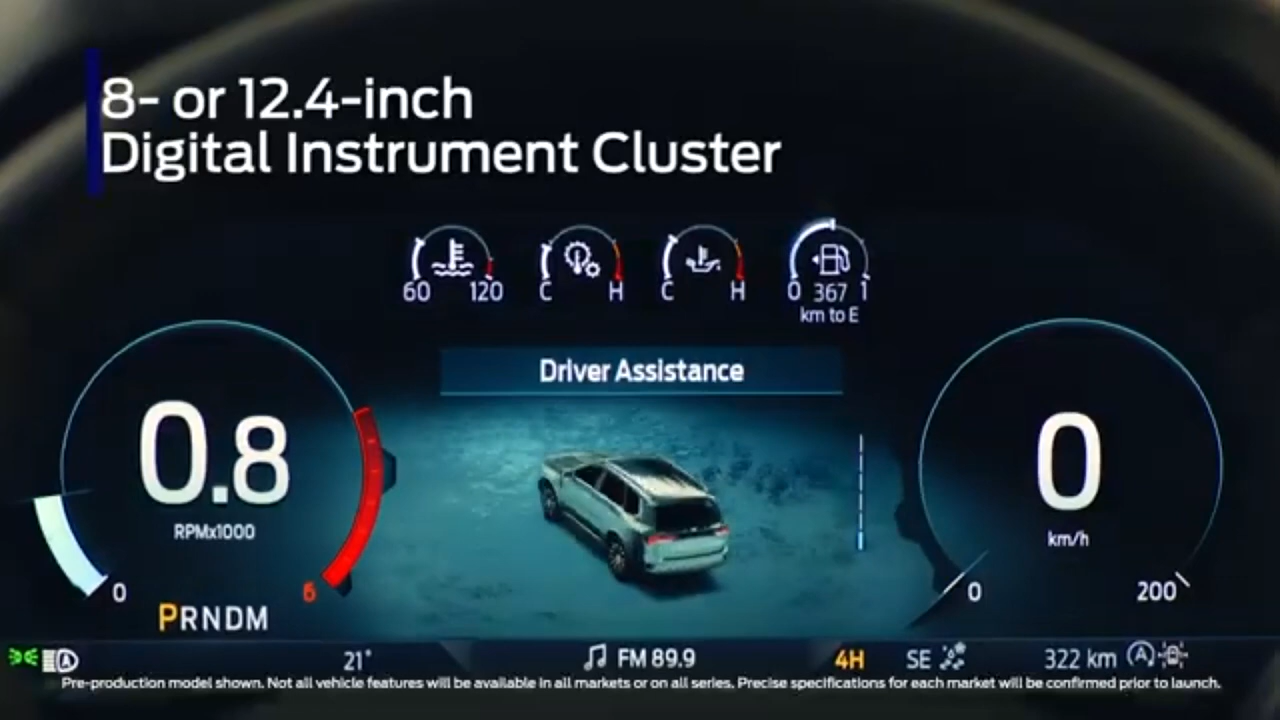 8- or 12.4-inch
Digital Instrument Cluster
60 120 C H C H 0 367 1
km to E
Driver Assistance
0.8
RPMx1000
0
km/h
0 6
0 200
PRNDM
21° FM 89.9 4H SE 322 km A
Pre-production model shown. Not all vehicle features will be available in all markets or on all series. Precise specifications for each market will be confirmed prior to launch.